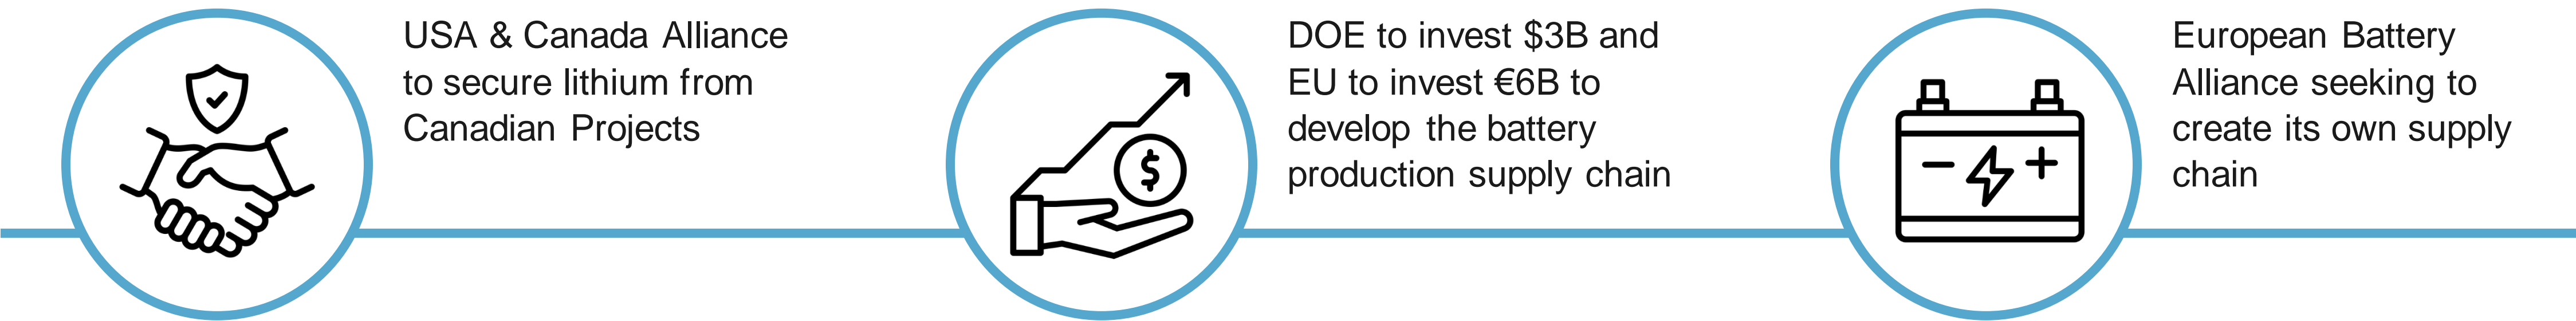 USA & Canada Alliance
to secure lithium from
Canadian Projects
DOE to invest $3B and
EU to invest €6B to
develop the battery
production supply chain
European Battery
Alliance seeking to
create its own supply
chain